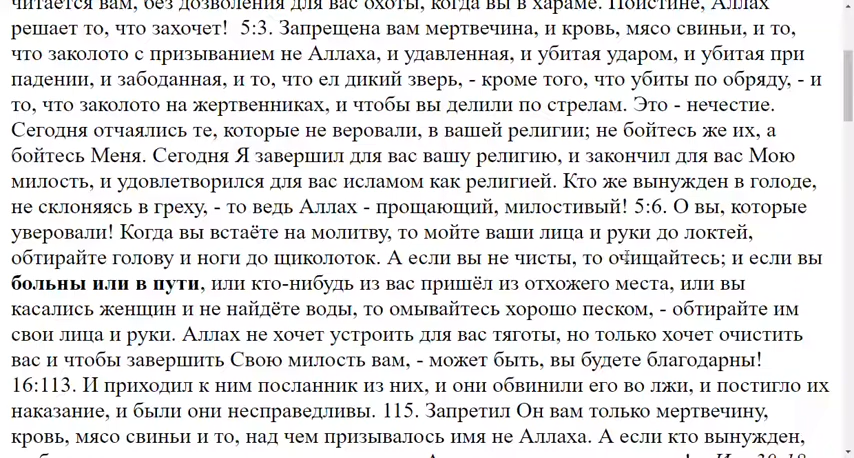 читается вам, без дозволения для вас охоты, когда вы в хараме. Поистине, Аллах
решает то, что захочет!  5:3. Запрещена вам мертвечина, и кровь, мясо свиньи, и то,
что заколото с призыванием не Аллаха, и удавленная, и убитая ударом, и убитая при
падении, и забоданная, и то, что ел дикий зверь, - кроме того, что убиты по обряду, - и
то, что заколото на жертвенниках, и чтобы вы делили по стрелам. Это - нечестие.
Сегодня отчаялись те, которые не веровали, в вашей религии; не бойтесь же их, а
бойтесь Меня. Сегодня Я завершил для вас вашу религию, и закончил для вас Мою
милость, и удовлетворился для вас исламом как религией. Кто же вынужден в голоде,
не склоняясь к греху, - то ведь Аллах - прощающий, милостивый! 5:6. О вы, которые
уверовали! Когда вы встаёте на молитву, то мойте ваши лица и руки до локтей,
обтирайте голову и ноги до щиколоток. А если вы не чисты, то очищайтесь; и если вы
больны или в пути, или кто-нибудь из вас пришёл из отхожего места, или вы
касались женщин и не найдёте воды, то омывайтесь хорошо песком, - обтирайте им
свои лица и руки. Аллах не хочет устроить для вас тяготы, но только хочет очистить
вас и чтобы завершить Свою милость вам, - может быть, вы будете благодарны!
16:113. И приходил к ним посланник из них, и они обвинили его во лжи, и постигло их
наказание, и были они несправедливы. 115. Запретил Он вам только мертвечину,
кровь, мясо свиньи и то, над чем призывалось имя не Аллаха. А если кто вынужден,